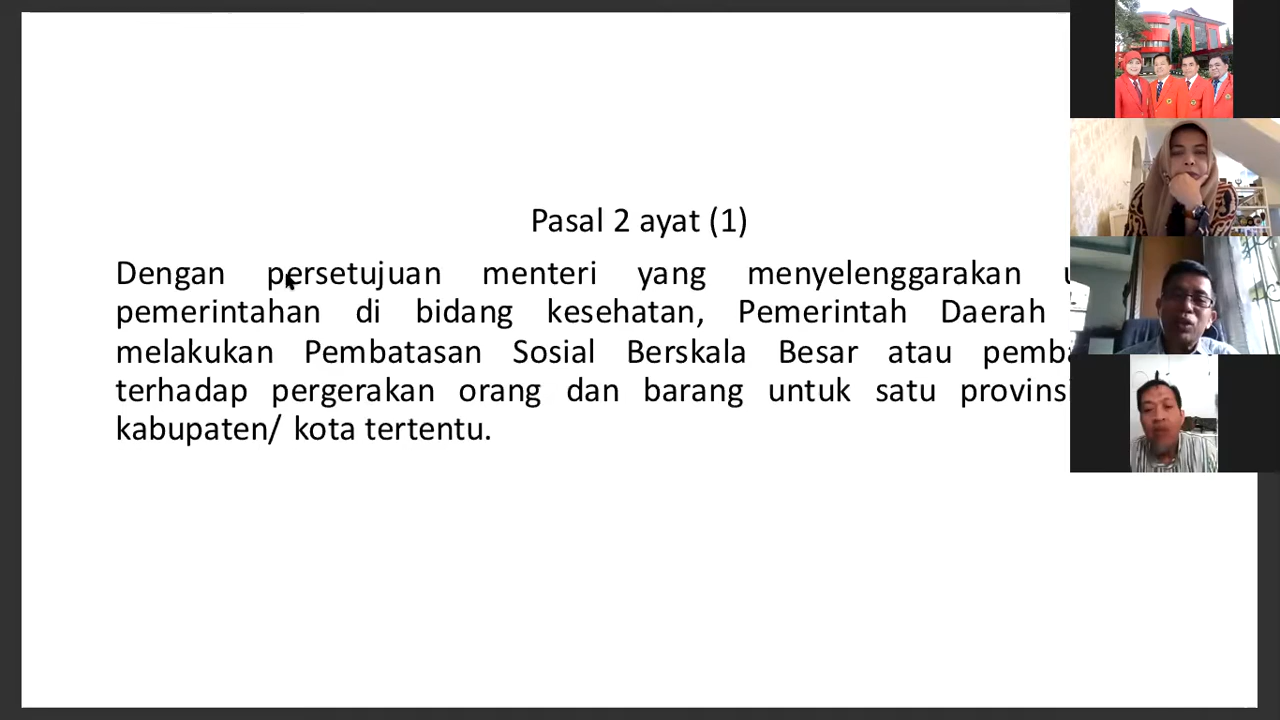 Pasal 2 ayat (1)
Dengan persetujuan menteri yang menyelenggarakan
pemerintahan di bidang kesehatan, Pemerintah Daerah
melakukan Pembatasan Sosial Berskala Besar atau
terhadap pergerakan orang dan barang untuk satu
kabupaten/ kota tertentu.